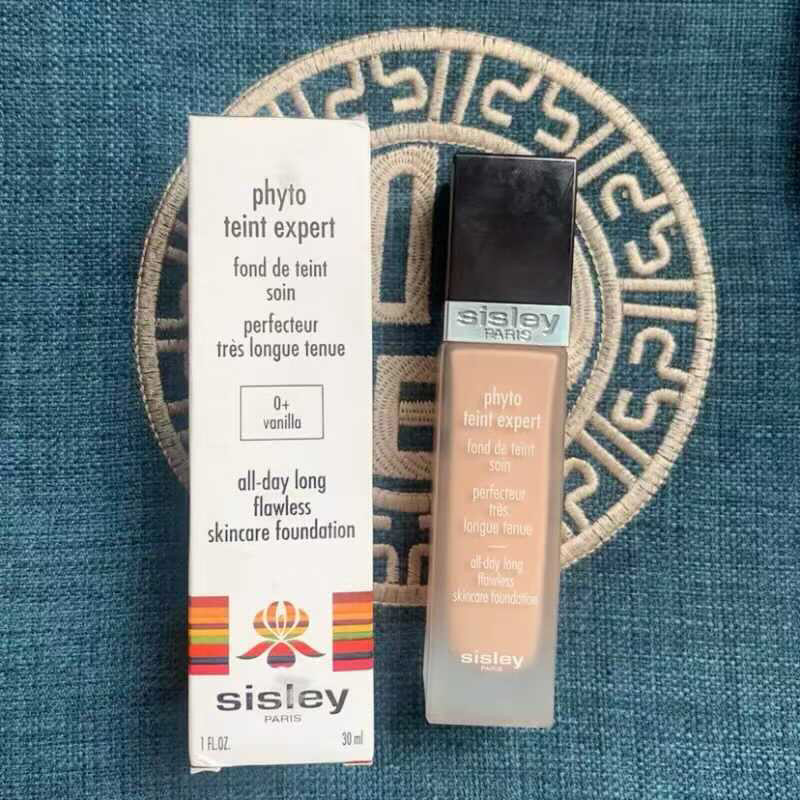 phyto
teint expert
fond de teint
soin
perfecteur
très longue tenue
0+
vanilla
all-day long
flawless
skincare foundation
sisley
PARIS
1 FL.OZ.
30 ml
sisley
PARIS
phyto
teint expert
fond de teint
soin
perfecteur
très
longue tenue
all-day long
flawless
skincare foundation
sisley
PARIS